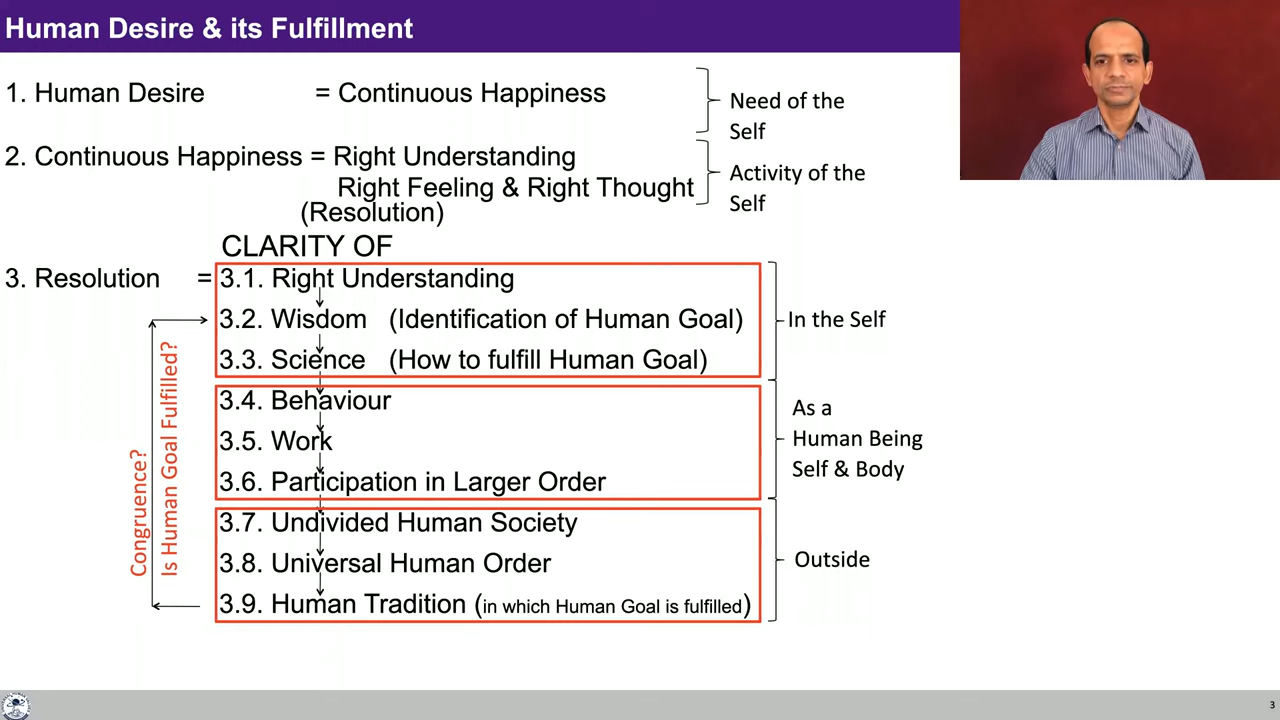 Human Desire & its Fulfillment
1. Human Desire = Continuous Happiness
Need of the
Self
2. Continuous Happiness = Right Understanding
Right Feeling & Right Thought
(Resolution)
Activity of the
Self
CLARITY OF
3. Resolution = 3.1. Right Understanding
3.2. Wisdom (Identification of Human Goal)
3.3. Science (How to fulfill Human Goal)
In the Self
3.4. Behaviour
3.5. Work
3.6. Participation in Larger Order
As a
Human Being
Self & Body
3.7. Undivided Human Society
3.8. Universal Human Order
3.9. Human Tradition (in which Human Goal is fulfilled)
Outside
Congruence?
Is Human Goal Fulfilled?
3